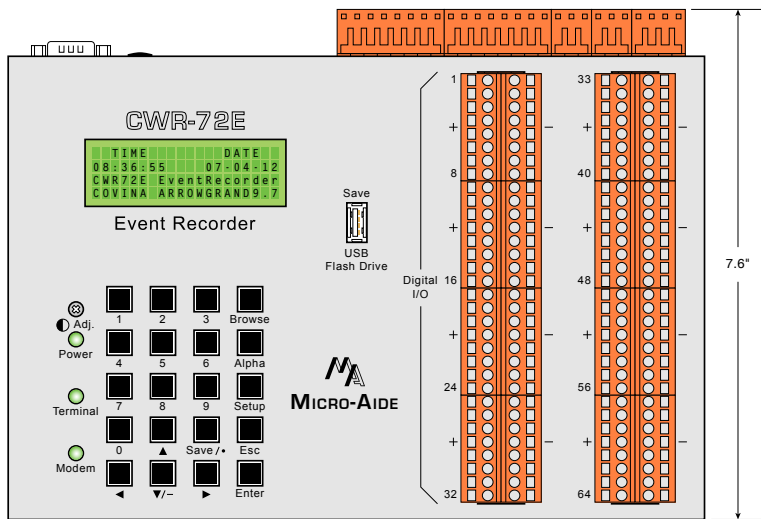 CWR-72E
TIME DATE
08:36:55 07-04-12
CWR72E EventRecorder
COVINA ARROWGRAND9.7
Event Recorder
Save
USB
Flash Drive
Adj.
Power
Terminal
Modem
1 2 3 Browse
4 5 6 Alpha
7 8 9 Setup
0 ▲ Save/• Esc
◄ ▼/– ► Enter
MA
MICRO-AIDE
Digital
I/O
1 33
+ – + –
8 40
+ – + –
16 48
+ – + –
24 56
+ – + –
32 64
7.6"